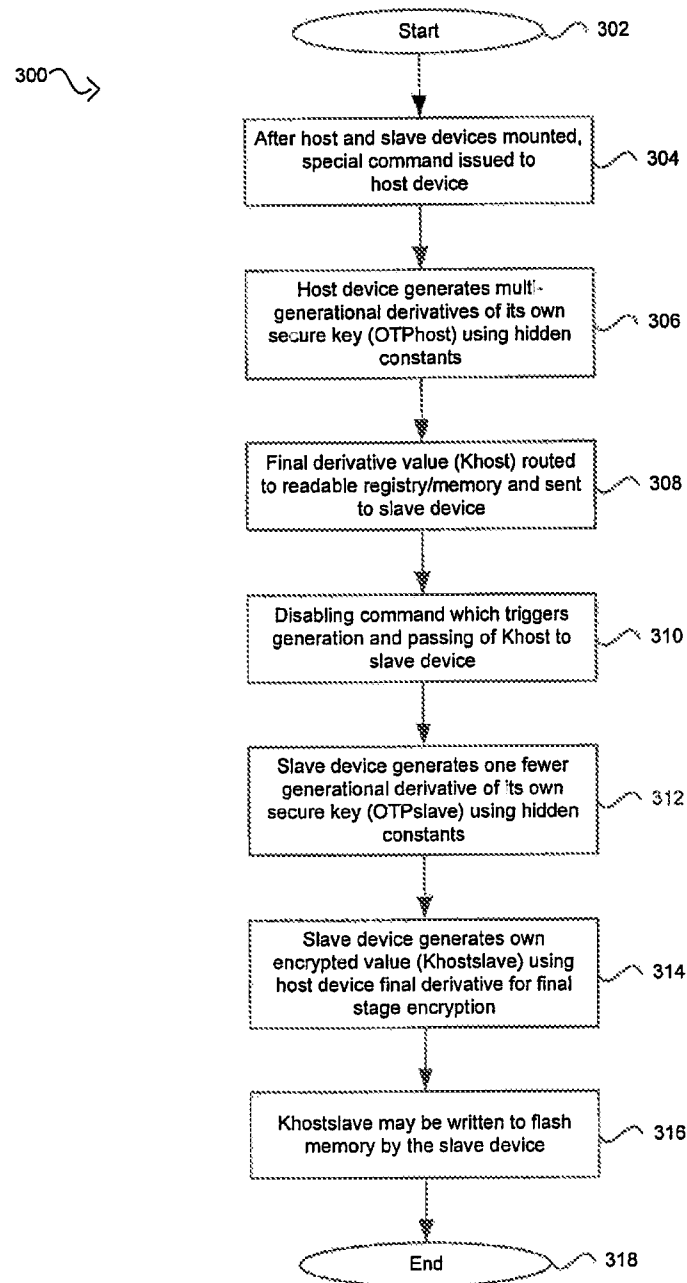 Start
302
300
After host and slave devices mounted,
special command issued to
host device
304
Host device generates multi-
generational derivatives of its own
secure key (OTPhost) using hidden
constants
306
Final derivative value (Khost) routed
to readable registry/memory and sent
to slave device
308
Disabling command which triggers
generation and passing of Khost to
slave device
310
Slave device generates one fewer
generational derivative of its own
secure key (OTPslave) using hidden
constants
312
Slave device generates own
encrypted value (Khostslave) using
host device final derivative for final
stage encryption
314
Khostslave may be written to flash
memory by the slave device
316
End
318